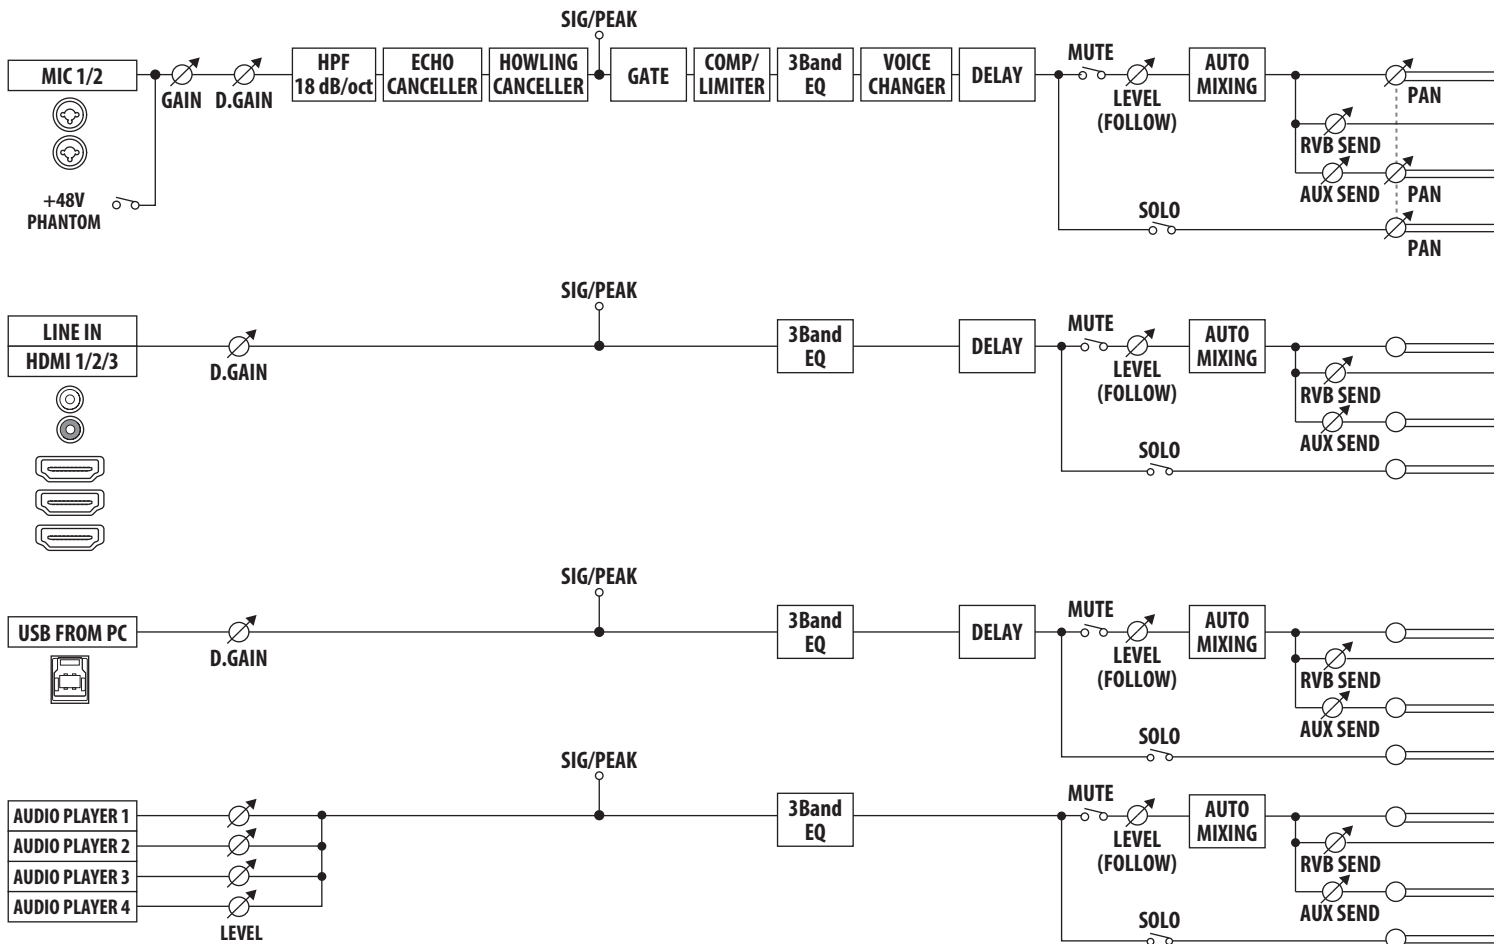 SIG/PEAK
MIC 1/2
GAIN
D.GAIN
HPF
18 dB/oct
ECHO
CANCELLER
HOWLING
CANCELLER
GATE
COMP/
LIMITER
3Band
EQ
VOICE
CHANGER
DELAY
MUTE
LEVEL
(FOLLOW)
AUTO
MIXING
PAN
RVB SEND
AUX SEND
PAN
+48V
PHANTOM
SOLO
PAN
SIG/PEAK
LINE IN
HDMI 1/2/3
D.GAIN
3Band
EQ
DELAY
MUTE
LEVEL
(FOLLOW)
AUTO
MIXING
RVB SEND
AUX SEND
SOLO
SIG/PEAK
USB FROM PC
D.GAIN
3Band
EQ
DELAY
MUTE
LEVEL
(FOLLOW)
AUTO
MIXING
RVB SEND
AUX SEND
SOLO
SIG/PEAK
AUDIO PLAYER 1
AUDIO PLAYER 2
AUDIO PLAYER 3
AUDIO PLAYER 4
LEVEL
3Band
EQ
MUTE
LEVEL
(FOLLOW)
AUTO
MIXING
RVB SEND
AUX SEND
SOLO